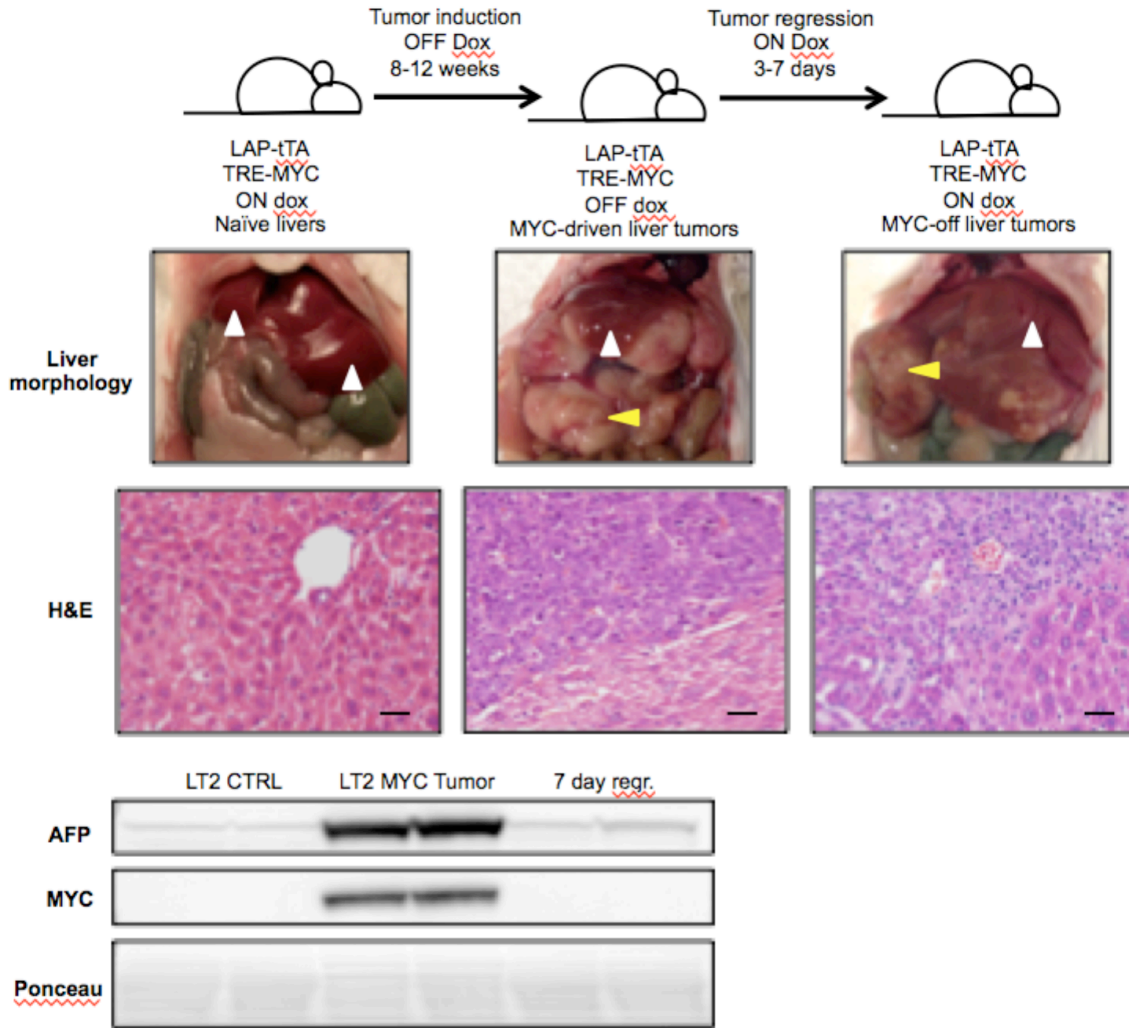 Tumor induction
OFF Dox
8-12 weeks
Tumor regression
ON Dox
3-7 days
LAP-tTA
TRE-MYC
ON dox
Naïve livers
LAP-tTA
TRE-MYC
OFF dox
MYC-driven liver tumors
LAP-tTA
TRE-MYC
ON dox
MYC-off liver tumors
Liver
morphology
H&E
LT2 CTRL
LT2 MYC Tumor
7 day regr.
AFP
MYC
Ponceau